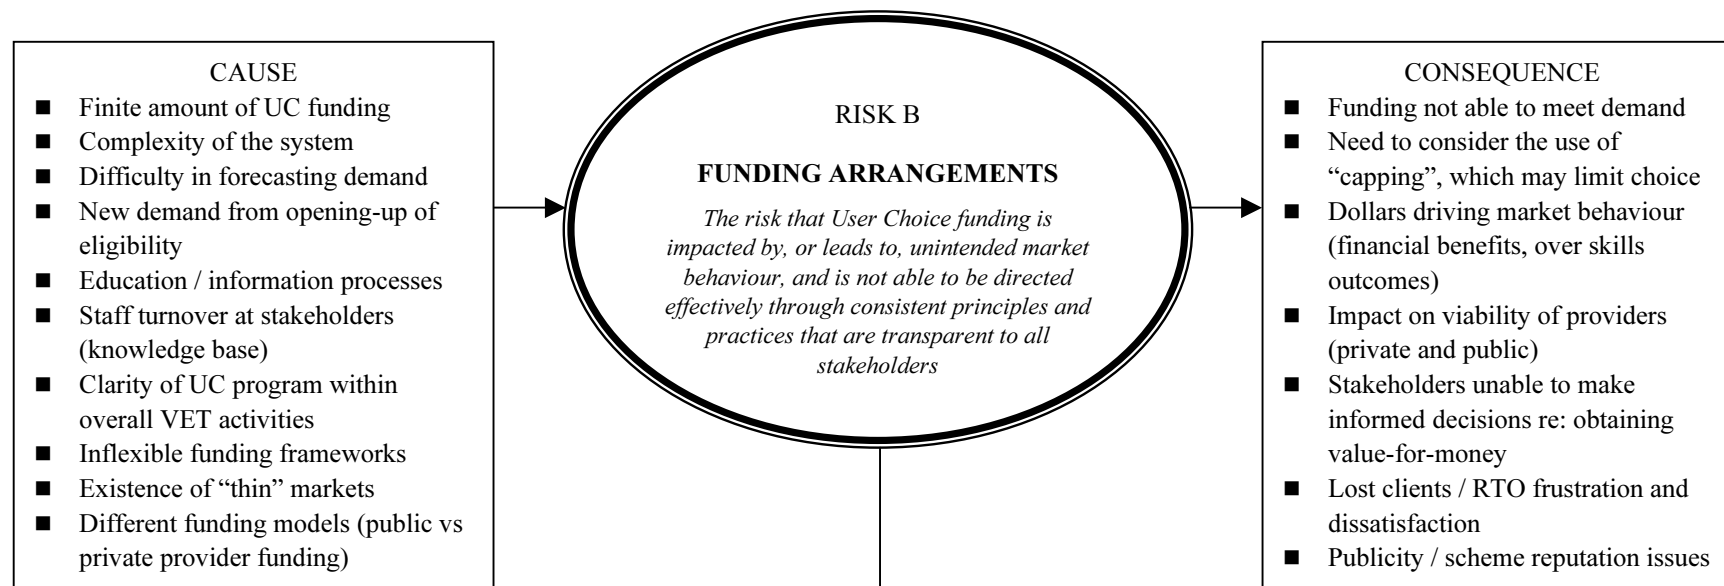 CAUSE
■ Finite amount of UC funding
■ Complexity of the system
■ Difficulty in forecasting demand
■ New demand from opening-up of
eligibility
■ Education / information processes
■ Staff turnover at stakeholders
(knowledge base)
■ Clarity of UC program within
overall VET activities
■ Inflexible funding frameworks
■ Existence of “thin” markets
■ Different funding models (public vs
private provider funding)
RISK B
FUNDING ARRANGEMENTS
The risk that User Choice funding is
impacted by, or leads to, unintended market
behaviour, and is not able to be directed
effectively through consistent principles and
practices that are transparent to all
stakeholders
CONSEQUENCE
■ Funding not able to meet demand
■ Need to consider the use of
“capping”, which may limit choice
■ Dollars driving market behaviour
(financial benefits, over skills
outcomes)
■ Impact on viability of providers
(private and public)
■ Stakeholders unable to make
informed decisions re: obtaining
value-for-money
■ Lost clients / RTO frustration and
dissatisfaction
■ Publicity / scheme reputation issues